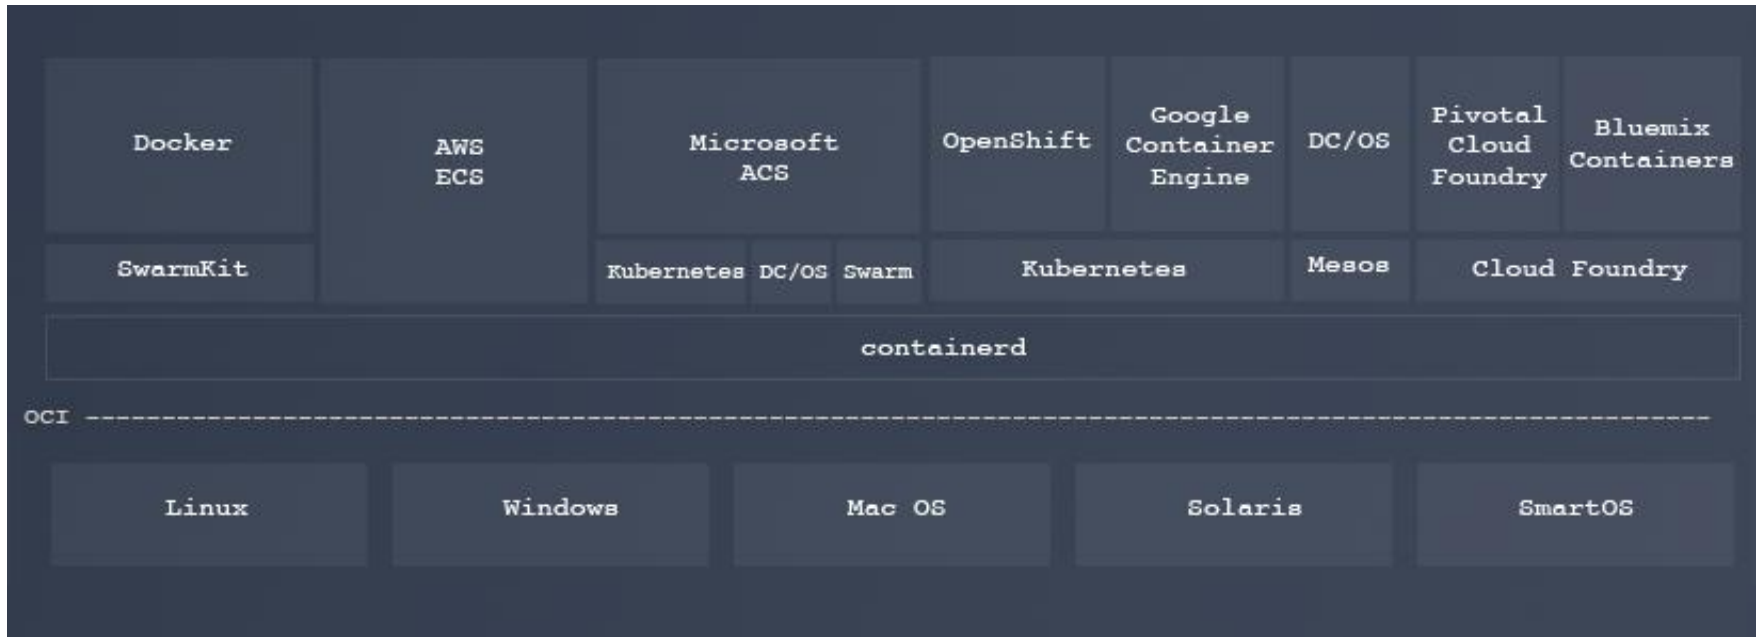 Docker
AWS
ECS
Microsoft
ACS
OpenShift
Google
Container
Engine
DC/OS
Pivotal
Cloud
Foundry
Bluemix
Containers
SwarmKit
Kubernetes
DC/OS
Swarm
Kubernetes
Mesos
Cloud Foundry
containerd
OCI
Linux
Windows
Mac OS
Solaris
SmartOS